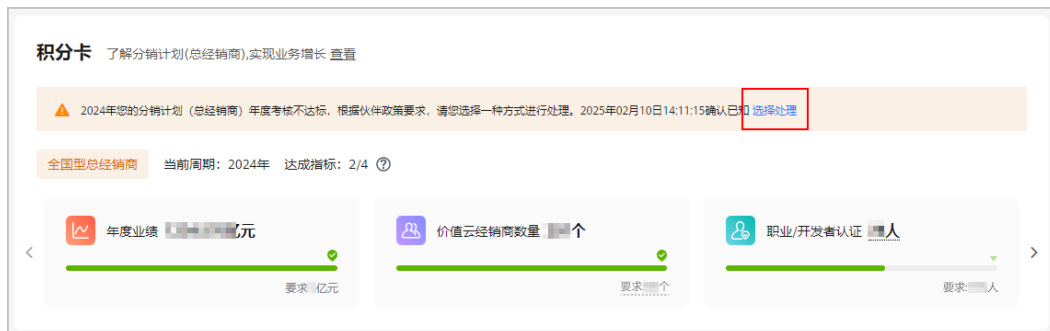 积分卡 了解分销计划(总经销商),实现业务增长 查看
2024年您的分销计划（总经销商）年度考核不达标，根据伙伴政策要求，请您选择一种方式进行处理。2025年02月10日14:11:15确认已知 选择处理
全国型总经销商 当前周期：2024年 达成指标：2/4
年度业绩 亿元
要求 亿元
价值云经销商数量 个
要求: 个
职业/开发者认证 人
要求: 人